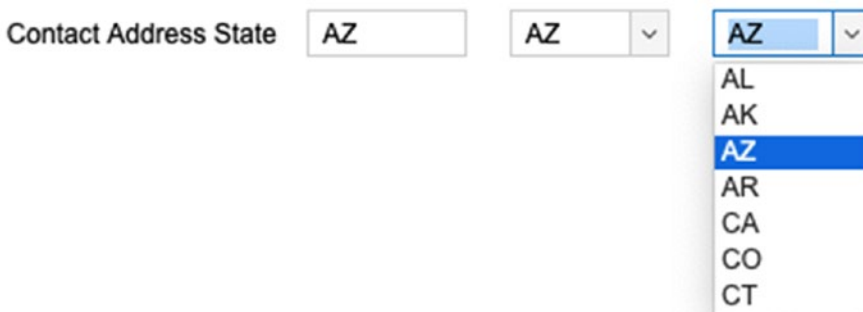 Contact Address State AZ AZ AZ
AL
AK
AZ
AR
CA
CO
CT